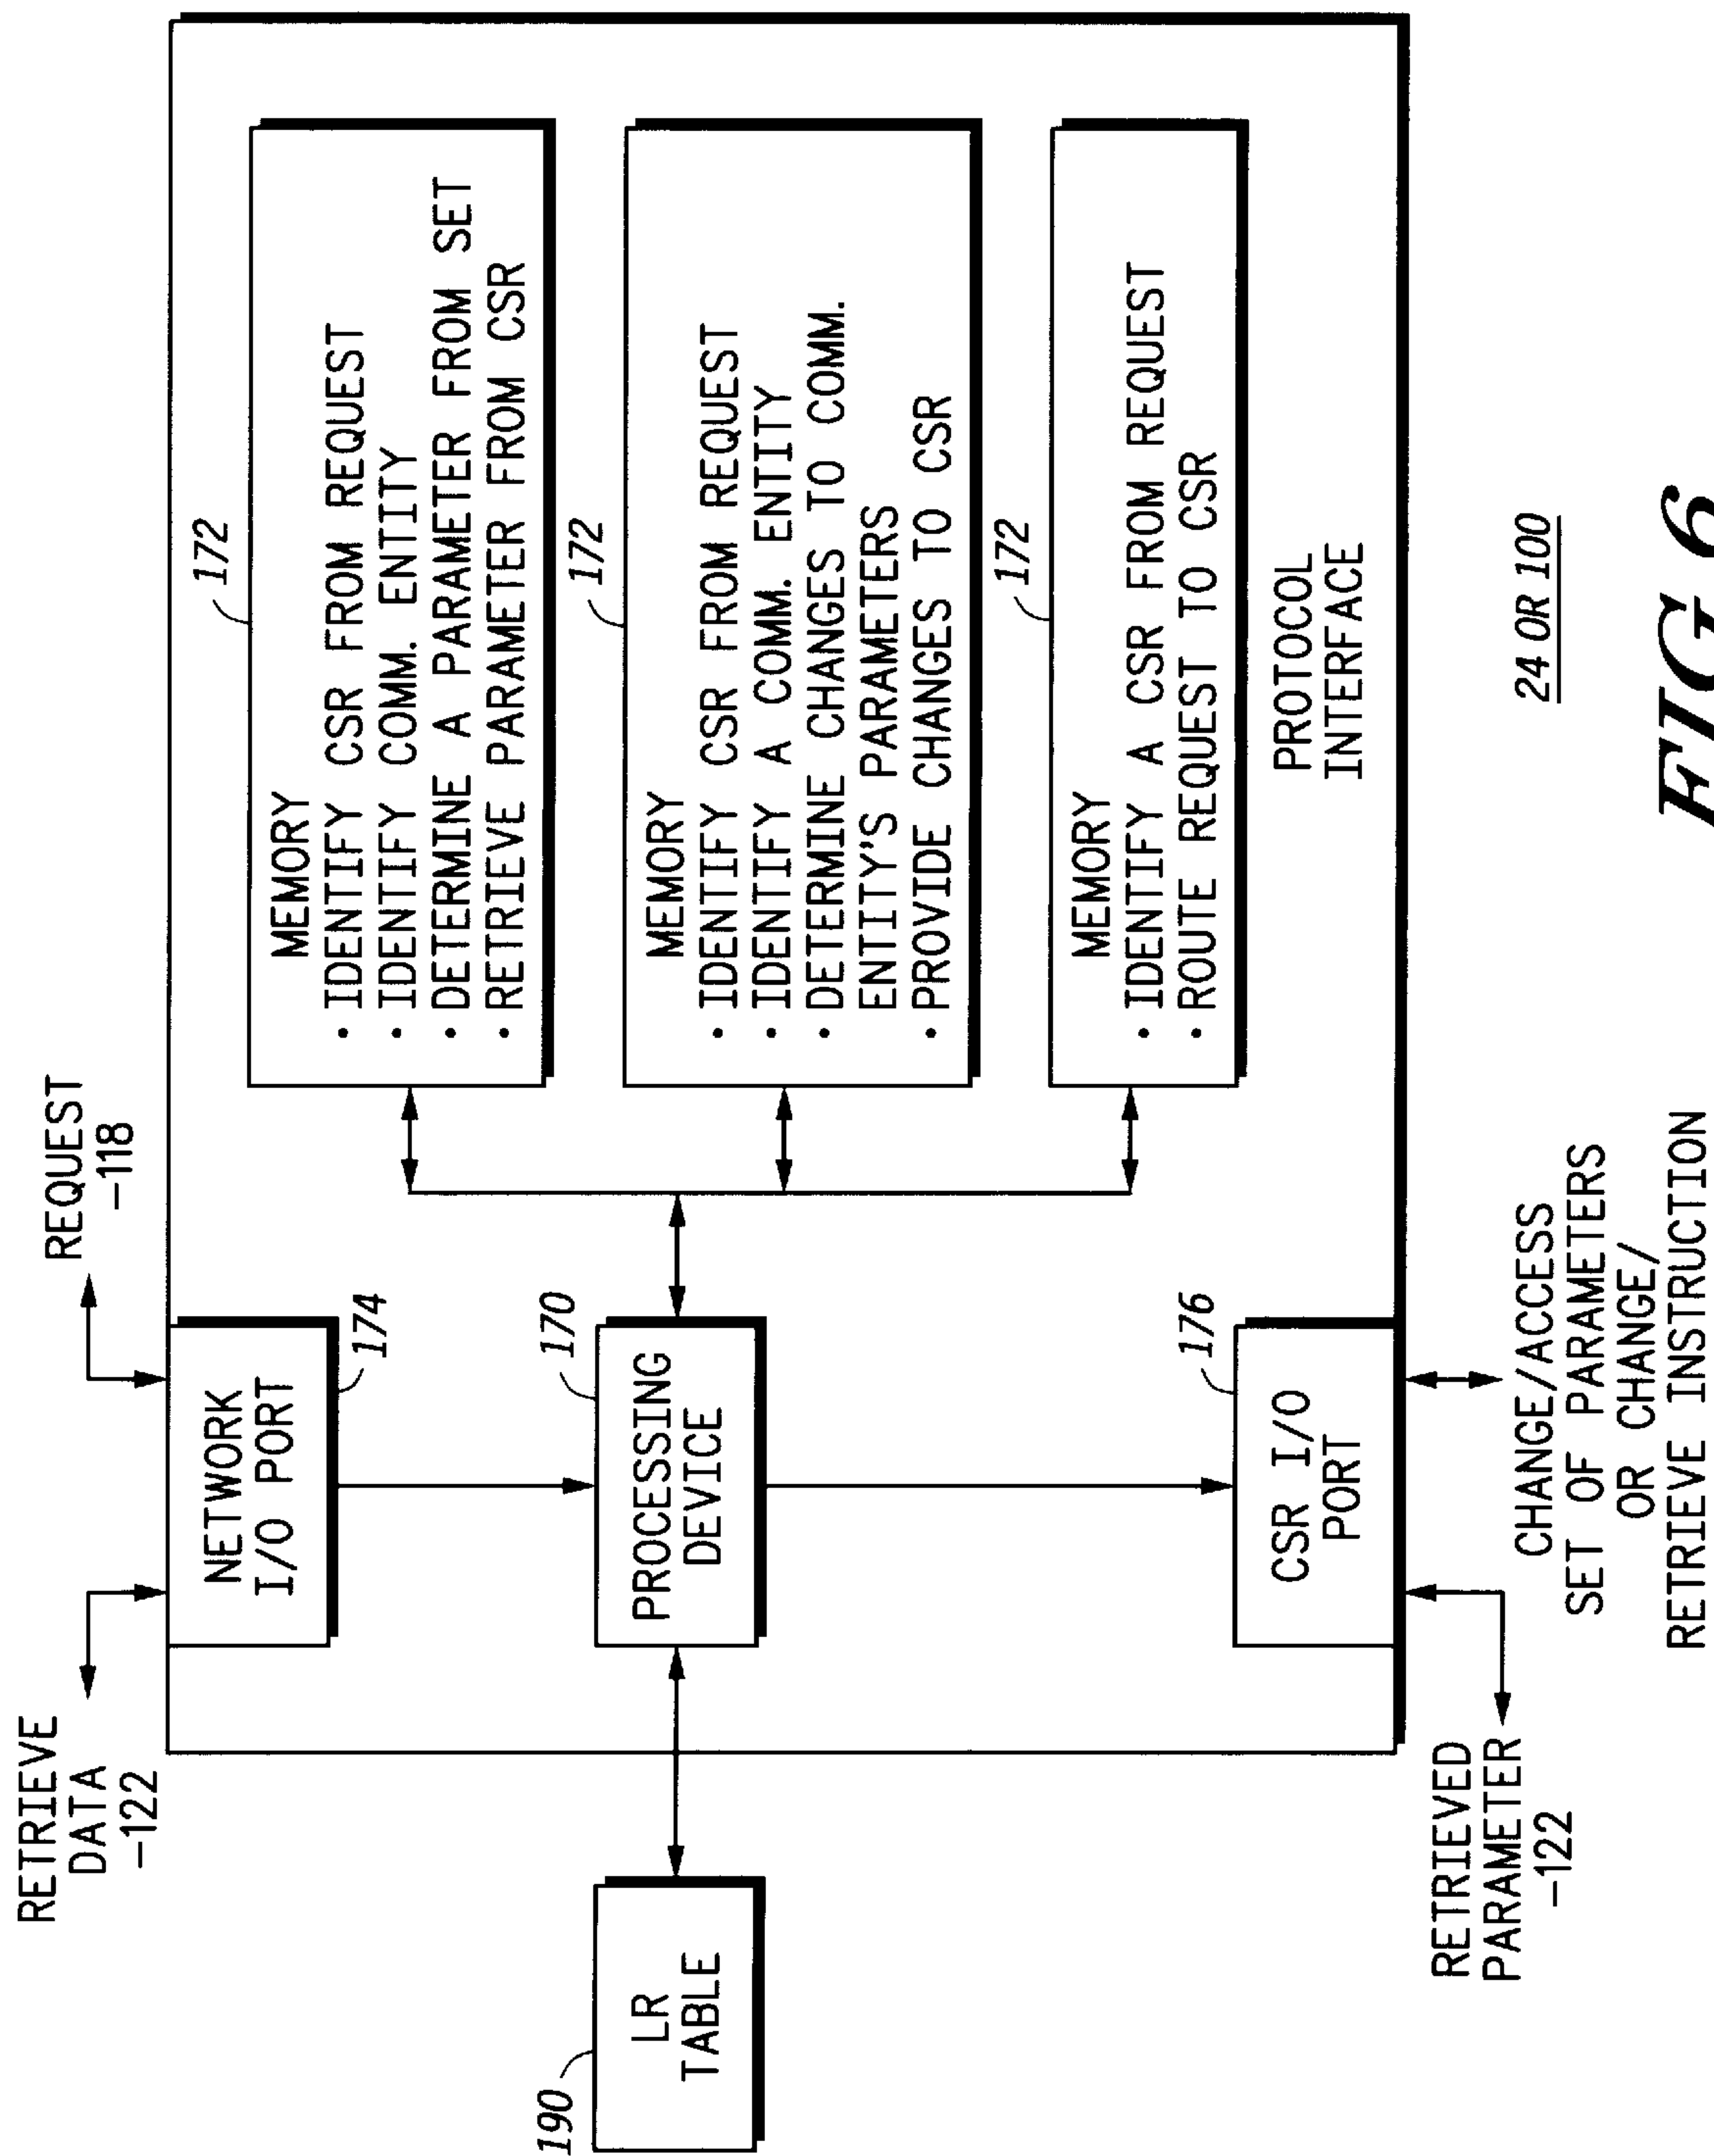 RETRIEVE
DATA
-122
REQUEST
-118
NETWORK
I/O PORT
174
190
LR
TABLE
PROCESSING
DEVICE
170
172
MEMORY
• IDENTIFY CSR FROM REQUEST
• IDENTIFY COMM. ENTITY
• DETERMINE A PARAMETER FROM SET
• RETRIEVE PARAMETER FROM CSR
172
MEMORY
• IDENTIFY CSR FROM REQUEST
• IDENTIFY A COMM. ENTITY
• DETERMINE CHANGES TO COMM.
ENTITY'S PARAMETERS
• PROVIDE CHANGES TO CSR
172
MEMORY
• IDENTIFY A CSR FROM REQUEST
• ROUTE REQUEST TO CSR
PROTOCOL
INTERFACE
CSR I/O
PORT
176
RETRIEVED
PARAMETER
-122
CHANGE/ACCESS
SET OF PARAMETERS
OR CHANGE/
RETRIEVE INSTRUCTION
24 OR 100
FIG 6